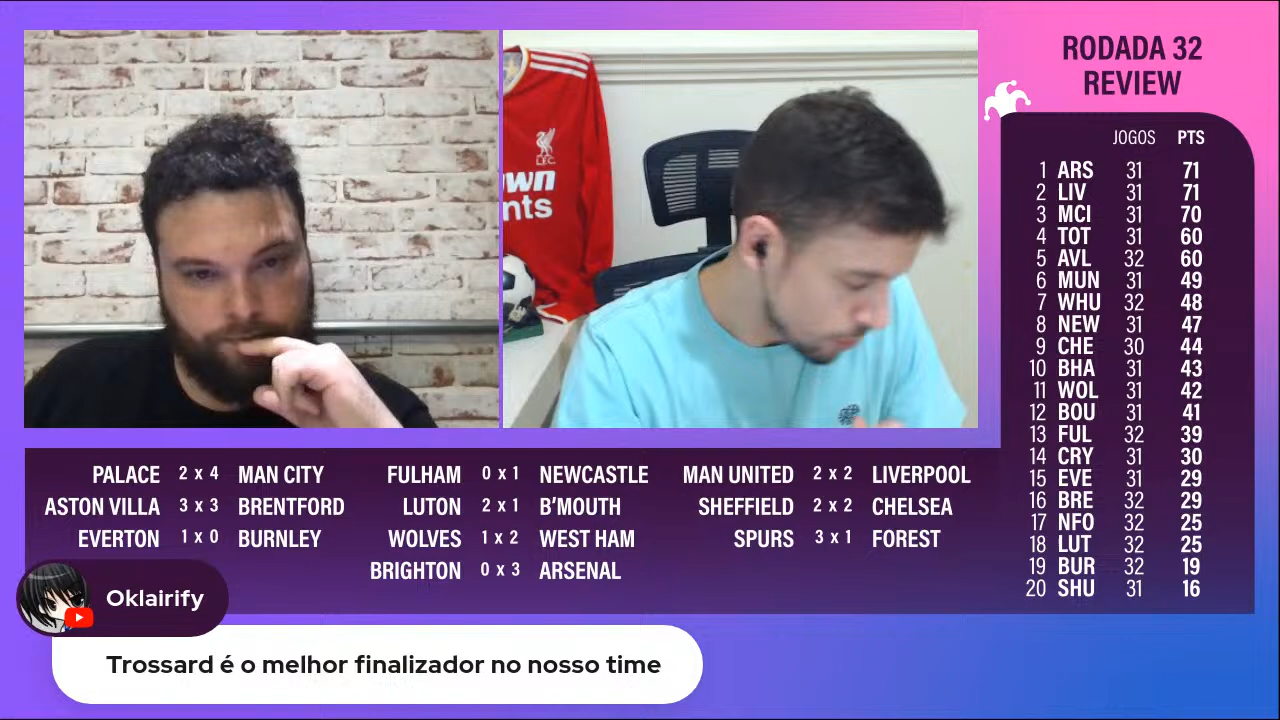 RODADA 32
REVIEW
JOGOS PTS
1 ARS 31 71
2 LIV 31 71
3 MCI 31 70
4 TOT 31 60
5 AVL 32 60
6 MUN 31 49
7 WHU 32 48
8 NEW 31 47
9 CHE 30 44
10 BHA 31 43
11 WOL 31 42
12 BOU 31 41
13 FUL 32 39
14 CRY 31 30
15 EVE 31 29
16 BRE 32 29
17 NFO 32 25
18 LUT 32 25
19 BUR 32 19
20 SHU 31 16
L.F.C.
wn
nts
PALACE 2 x 4 MAN CITY
ASTON VILLA 3 x 3 BRENTFORD
EVERTON 1 x 0 BURNLEY
FULHAM 0 x 1 NEWCASTLE
LUTON 2 x 1 B'MOUTH
WOLVES 1 x 2 WEST HAM
BRIGHTON 0 x 3 ARSENAL
MAN UNITED 2 x 2 LIVERPOOL
SHEFFIELD 2 x 2 CHELSEA
SPURS 3 x 1 FOREST
Oklairify
Trossard é o melhor finalizador no nosso time